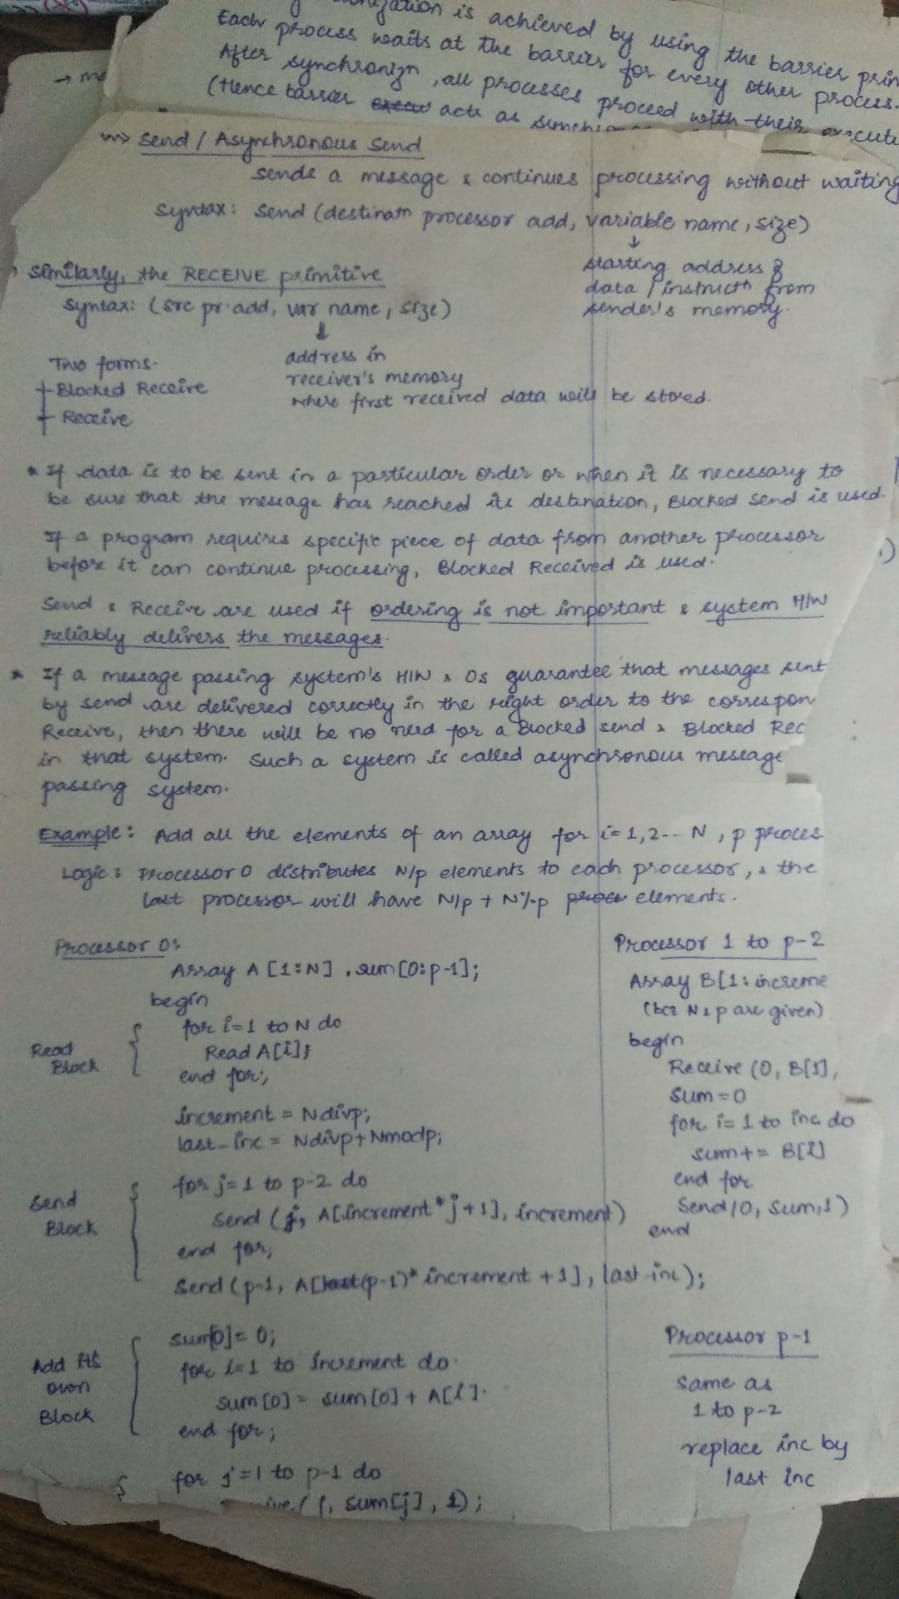 ization is achieved by using the barrier prim
Each process waits at the barrier for every other process.
After synchronizn, all processes proceed with their execute
(Hence barrier acts as
→ me
⇒ Send / Asynchronous Send
sends a message & continues processing without waiting
Syntax: Send (destinatn processor add, variable name, size)
↓
starting address of
data / instructn from
sender's memory.
Similarly, the RECEIVE primitive
Syntax: (src pr. add, var name, size)
↓
address in
receiver's memory
where first received data will be stored.
Two forms.
Blocked Receive
Receive
* If data is to be sent in a particular order or when it is necessary to
be sure that the message has reached its destination, Blocked Send is used.
If a program requires specific piece of data from another processor
before it can continue processing, Blocked Received is used.
Send & Receive are used if ordering is not important & system H/W
reliably delivers the messages.
* If a message passing system's H/W & OS guarantee that messages sent
by send are delivered correctly in the right order to the correspon
Receive, then there will be no need for a Blocked send & Blocked Rec
in that system. Such a system is called asynchronous message
passing system.
Example: Add all the elements of an array for i=1,2-- N, p proces
Logic: Processor 0 distributes N/p elements to each processor, & the
last processor will have N/p + N%p elements.
Processor 0:
Array A [1:N], sum[0:p-1];
begin
for i=1 to N do
Read A[i];
end for;
Read
Block
increment = Ndivp;
last_inc = Ndivp+Nmodp;
for j=1 to p-2 do
Send (j, A[increment*j+1], increment)
end for;
Send (p-1, A[(p-1)*increment+1], last-inc);
Send
Block
sum[0]= 0;
for i=1 to increment do
sum[0]= sum[0]+ A[i].
end for;
Add its
own
Block
for j=1 to p-1 do
ive( j, sum[j], 1);
Processor 1 to p-2
Array B[1: increme
(bcz N & p are given)
begin
Receive (0, B[1],
sum=0
for i=1 to inc do
sum+= B[i]
end for
Send(0, sum,1)
end
Processor p-1
same as
1 to p-2
replace inc by
last inc